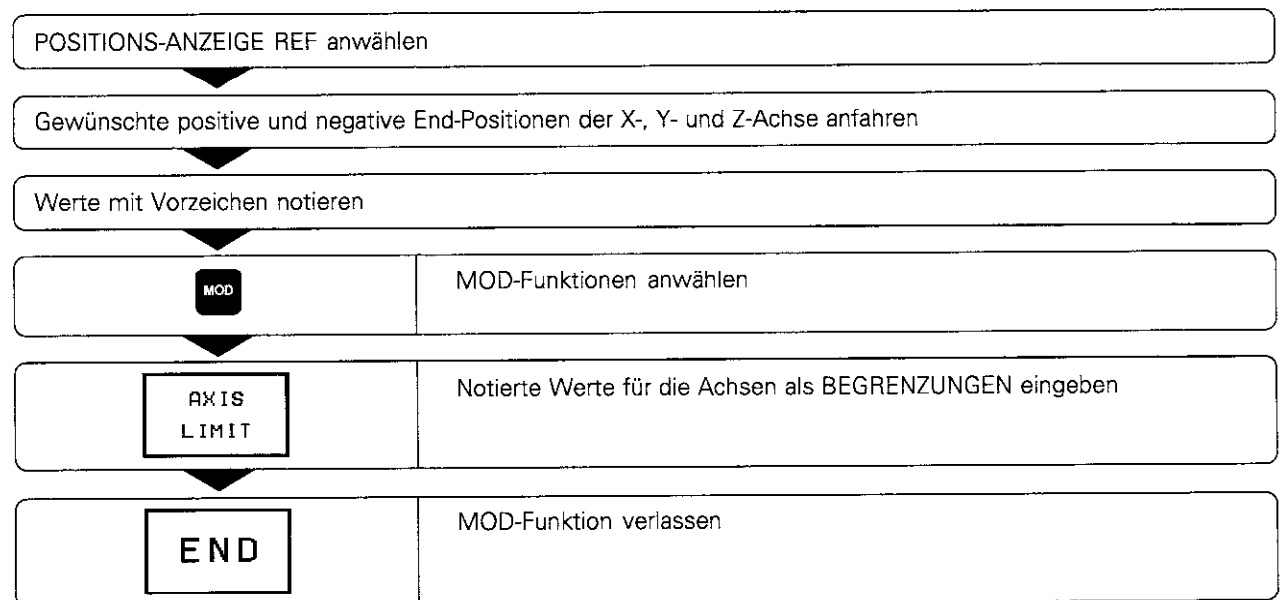 POSITIONS-ANZEIGE REF anwählen
Gewünschte positive und negative End-Positionen der X-, Y- und Z-Achse anfahren
Werte mit Vorzeichen notieren
MOD
MOD-Funktionen anwählen
AXIS
LIMIT
Notierte Werte für die Achsen als BEGRENZUNGEN eingeben
END
MOD-Funktion verlassen